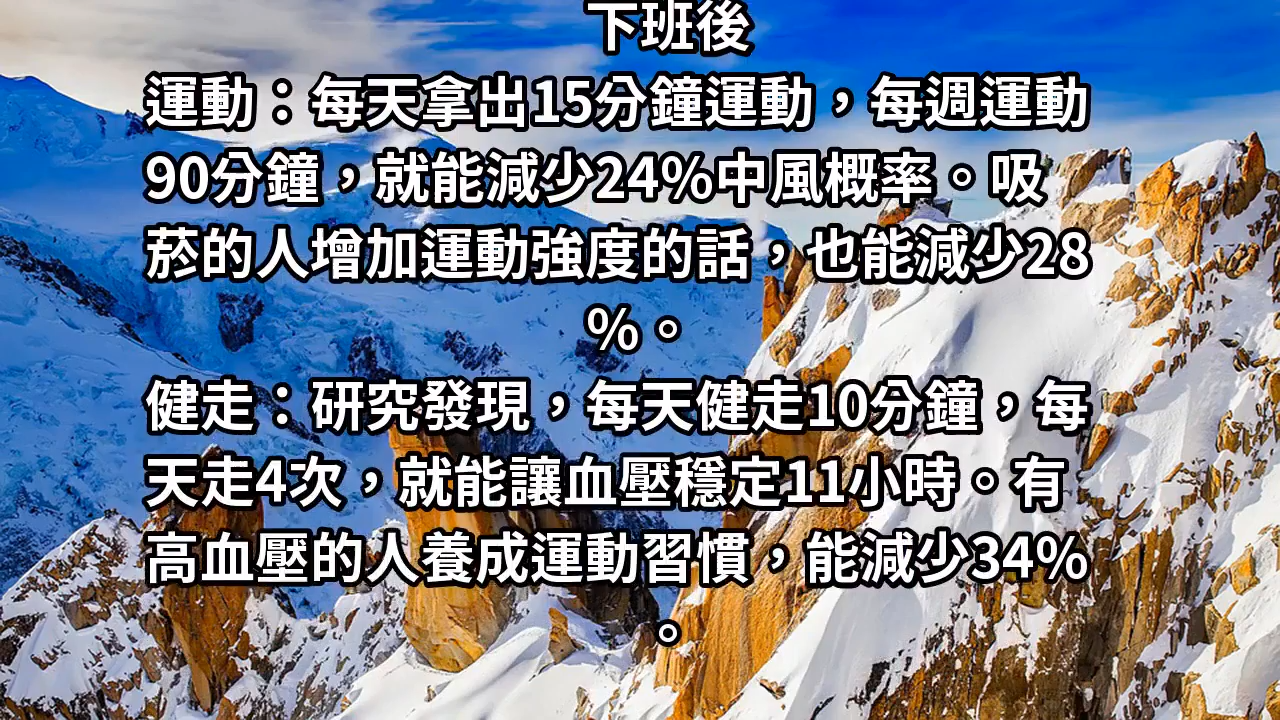 下班後
運動：每天拿出15分鐘運動，每週運動
90分鐘，就能減少24%中風概率。吸
菸的人增加運動強度的話，也能減少28
%。
健走：研究發現，每天健走10分鐘，每
天走4次，就能讓血壓穩定11小時。有
高血壓的人養成運動習慣，能減少34%
。